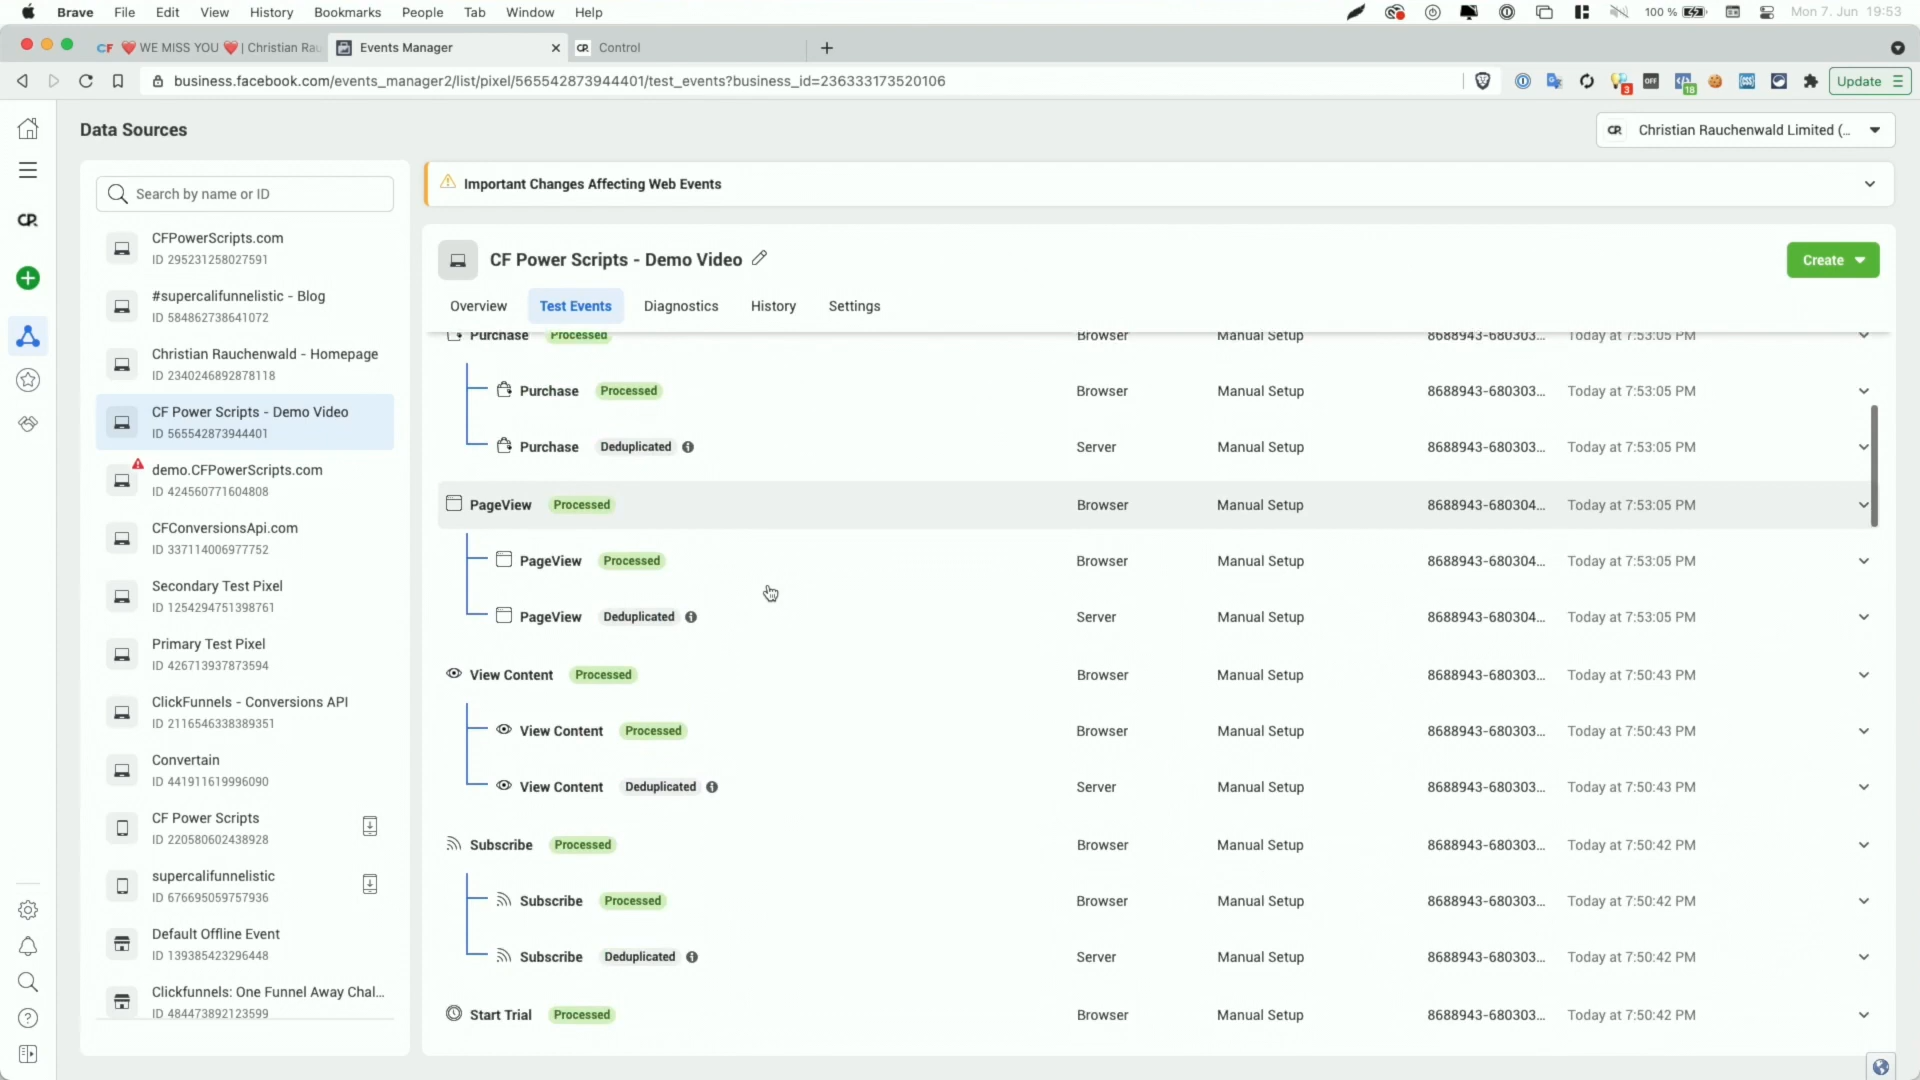 Brave File Edit View History Bookmarks People Tab Window Help 100 % Mon 7. Jun 19:53
CF ❤️ WE MISS YOU ❤️ | Christian Rau
Events Manager
CR Control
business.facebook.com/events_manager2/list/pixel/565542873944401/test_events?business_id=236333173520106
3
OFF
18
Update
Data Sources
CR Christian Rauchenwald Limited (...
CR
Search by name or ID
CFPowerScripts.com
ID 295231258027591
#supercalifunnelistic - Blog
ID 584862738641072
Christian Rauchenwald - Homepage
ID 2340246892878118
CF Power Scripts - Demo Video
ID 565542873944401
demo.CFPowerScripts.com
ID 424560771604808
CFConversionsApi.com
ID 337114006977752
Secondary Test Pixel
ID 1254294751398761
Primary Test Pixel
ID 426713937873594
ClickFunnels - Conversions API
ID 2116546338389351
Convertain
ID 441911619996090
CF Power Scripts
ID 220580602438928
supercalifunnelistic
ID 676695059757936
Default Offline Event
ID 139385423296448
Clickfunnels: One Funnel Away Chal...
ID 484473892123599
Important Changes Affecting Web Events
CF Power Scripts - Demo Video
Create
Overview Test Events Diagnostics History Settings
Purchase Processed Browser Manual Setup 8688943-680303... Today at 7:53:05 PM
Purchase Processed Browser Manual Setup 8688943-680303... Today at 7:53:05 PM
Purchase Deduplicated Server Manual Setup 8688943-680303... Today at 7:53:05 PM
PageView Processed Browser Manual Setup 8688943-680304... Today at 7:53:05 PM
PageView Processed Browser Manual Setup 8688943-680304... Today at 7:53:05 PM
PageView Deduplicated Server Manual Setup 8688943-680304... Today at 7:53:05 PM
View Content Processed Browser Manual Setup 8688943-680303... Today at 7:50:43 PM
View Content Processed Browser Manual Setup 8688943-680303... Today at 7:50:43 PM
View Content Deduplicated Server Manual Setup 8688943-680303... Today at 7:50:43 PM
Subscribe Processed Browser Manual Setup 8688943-680303... Today at 7:50:42 PM
Subscribe Processed Browser Manual Setup 8688943-680303... Today at 7:50:42 PM
Subscribe Deduplicated Server Manual Setup 8688943-680303... Today at 7:50:42 PM
Start Trial Processed Browser Manual Setup 8688943-680303... Today at 7:50:42 PM